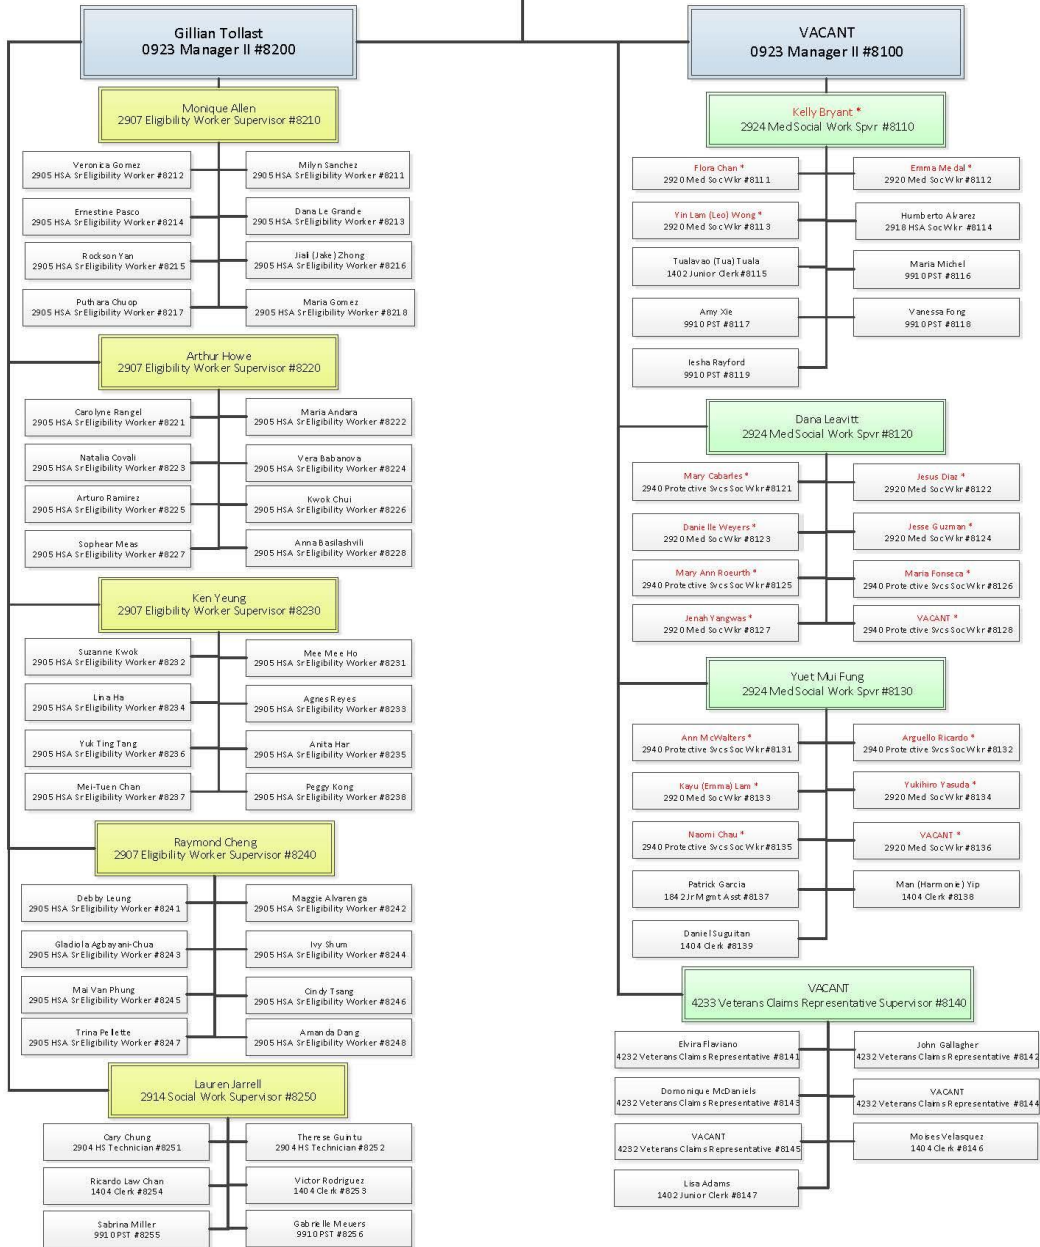 Gillian Tollast
0923 Manager II #8200
Monique Allen
2907 Eligibility Worker Supervisor #8210
Veronica Gomez
2905 HSA Sr Eligibility Worker #8212
Milyn Sanchez
2905 HSA Sr Eligibility Worker #8211
Ernestine Pasco
2905 HSA Sr Eligibility Worker #8214
Dana Le Grande
2905 HSA Sr Eligibility Worker #8213
Rockson Yan
2905 HSA Sr Eligibility Worker #8215
Jiali (Jake) Zhong
2905 HSA Sr Eligibility Worker #8216
Puthara Chuop
2905 HSA Sr Eligibility Worker #8217
Maria Gomez
2905 HSA Sr Eligibility Worker #8218
Arthur Howe
2907 Eligibility Worker Supervisor #8220
Carolyne Rangel
2905 HSA Sr Eligibility Worker #8221
Maria Andara
2905 HSA Sr Eligibility Worker #8222
Natalia Covali
2905 HSA Sr Eligibility Worker #8223
Vera Babanova
2905 HSA Sr Eligibility Worker #8224
Arturo Ramirez
2905 HSA Sr Eligibility Worker #8225
Kwok Chui
2905 HSA Sr Eligibility Worker #8226
Sophear Meas
2905 HSA Sr Eligibility Worker #8227
Anna Basilashvili
2905 HSA Sr Eligibility Worker #8228
Ken Yeung
2907 Eligibility Worker Supervisor #8230
Suzanne Kwok
2905 HSA Sr Eligibility Worker #8232
Mee Mee Ho
2905 HSA Sr Eligibility Worker #8231
Lina Ha
2905 HSA Sr Eligibility Worker #8234
Agnes Reyes
2905 HSA Sr Eligibility Worker #8233
Yuk Ting Tang
2905 HSA Sr Eligibility Worker #8236
Anita Har
2905 HSA Sr Eligibility Worker #8235
Mei-Tuen Chan
2905 HSA Sr Eligibility Worker #8237
Peggy Kong
2905 HSA Sr Eligibility Worker #8238
Raymond Cheng
2907 Eligibility Worker Supervisor #8240
Debby Leung
2905 HSA Sr Eligibility Worker #8241
Maggie Alvarenga
2905 HSA Sr Eligibility Worker #8242
Gladiola Agbayani-Chua
2905 HSA Sr Eligibility Worker #8243
Ivy Shum
2905 HSA Sr Eligibility Worker #8244
Mai Van Phung
2905 HSA Sr Eligibility Worker #8245
Cindy Tsang
2905 HSA Sr Eligibility Worker #8246
Trina Pellette
2905 HSA Sr Eligibility Worker #8247
Amanda Dang
2905 HSA Sr Eligibility Worker #8248
Lauren Jarrell
2914 Social Work Supervisor #8250
Cary Chung
2904 HS Technician #8251
Therese Guintu
2904 HS Technician #8252
Ricardo Law Chan
1404 Clerk #8254
Victor Rodriguez
1404 Clerk #8253
Sabrina Miller
9910 PST #8255
Gabrielle Meuers
9910 PST #8256
VACANT
0923 Manager II #8100
Kelly Bryant *
2924 Med Social Work Spvr #8110
Flora Chan *
2920 Med Soc Wkr #8111
Emma Medal *
2920 Med Soc Wkr #8112
Yin Lam (Leo) Wong *
2920 Med Soc Wkr #8113
Humberto Alvarez
2918 HSA Soc Wkr #8114
Tualavao (Tua) Tuala
1402 Junior Clerk #8115
Maria Michel
9910 PST #8116
Amy Xie
9910 PST #8117
Vanessa Fong
9910 PST #8118
Iesha Rayford
9910 PST #8119
Dana Leavitt
2924 Med Social Work Spvr #8120
Mary Cabarles *
2940 Protective Svcs Soc Wkr #8121
Jesus Diaz *
2920 Med Soc Wkr #8122
Danielle Weyers *
2920 Med Soc Wkr #8123
Jesse Guzman *
2920 Med Soc Wkr #8124
Mary Ann Roeurth *
2940 Protective Svcs Soc Wkr #8125
Maria Fonseca *
2940 Protective Svcs Soc Wkr #8126
Jenah Yangwas *
2920 Med Soc Wkr #8127
VACANT *
2940 Protective Svcs Soc Wkr #8128
Yuet Mui Fung
2924 Med Social Work Spvr #8130
Ann McWalters *
2940 Protective Svcs Soc Wkr #8131
Arguello Ricardo *
2940 Protective Svcs Soc Wkr #8132
Kayu (Emma) Lam *
2920 Med Soc Wkr #8133
Yukihiro Yasuda *
2920 Med Soc Wkr #8134
Naomi Chau *
2940 Protective Svcs Soc Wkr #8135
VACANT *
2920 Med Soc Wkr #8136
Patrick Garcia
1842 Jr Mgmt Asst #8137
Man (Harmonie) Yip
1404 Clerk #8138
Daniel Suguitan
1404 Clerk #8139
VACANT
4233 Veterans Claims Representative Supervisor #8140
Elvira Flaviano
4232 Veterans Claims Representative #8141
John Gallagher
4232 Veterans Claims Representative #8142
Domonique McDaniels
4232 Veterans Claims Representative #8143
VACANT
4232 Veterans Claims Representative #8144
VACANT
4232 Veterans Claims Representative #8145
Moises Velasquez
1404 Clerk #8146
Lisa Adams
1402 Junior Clerk #8147